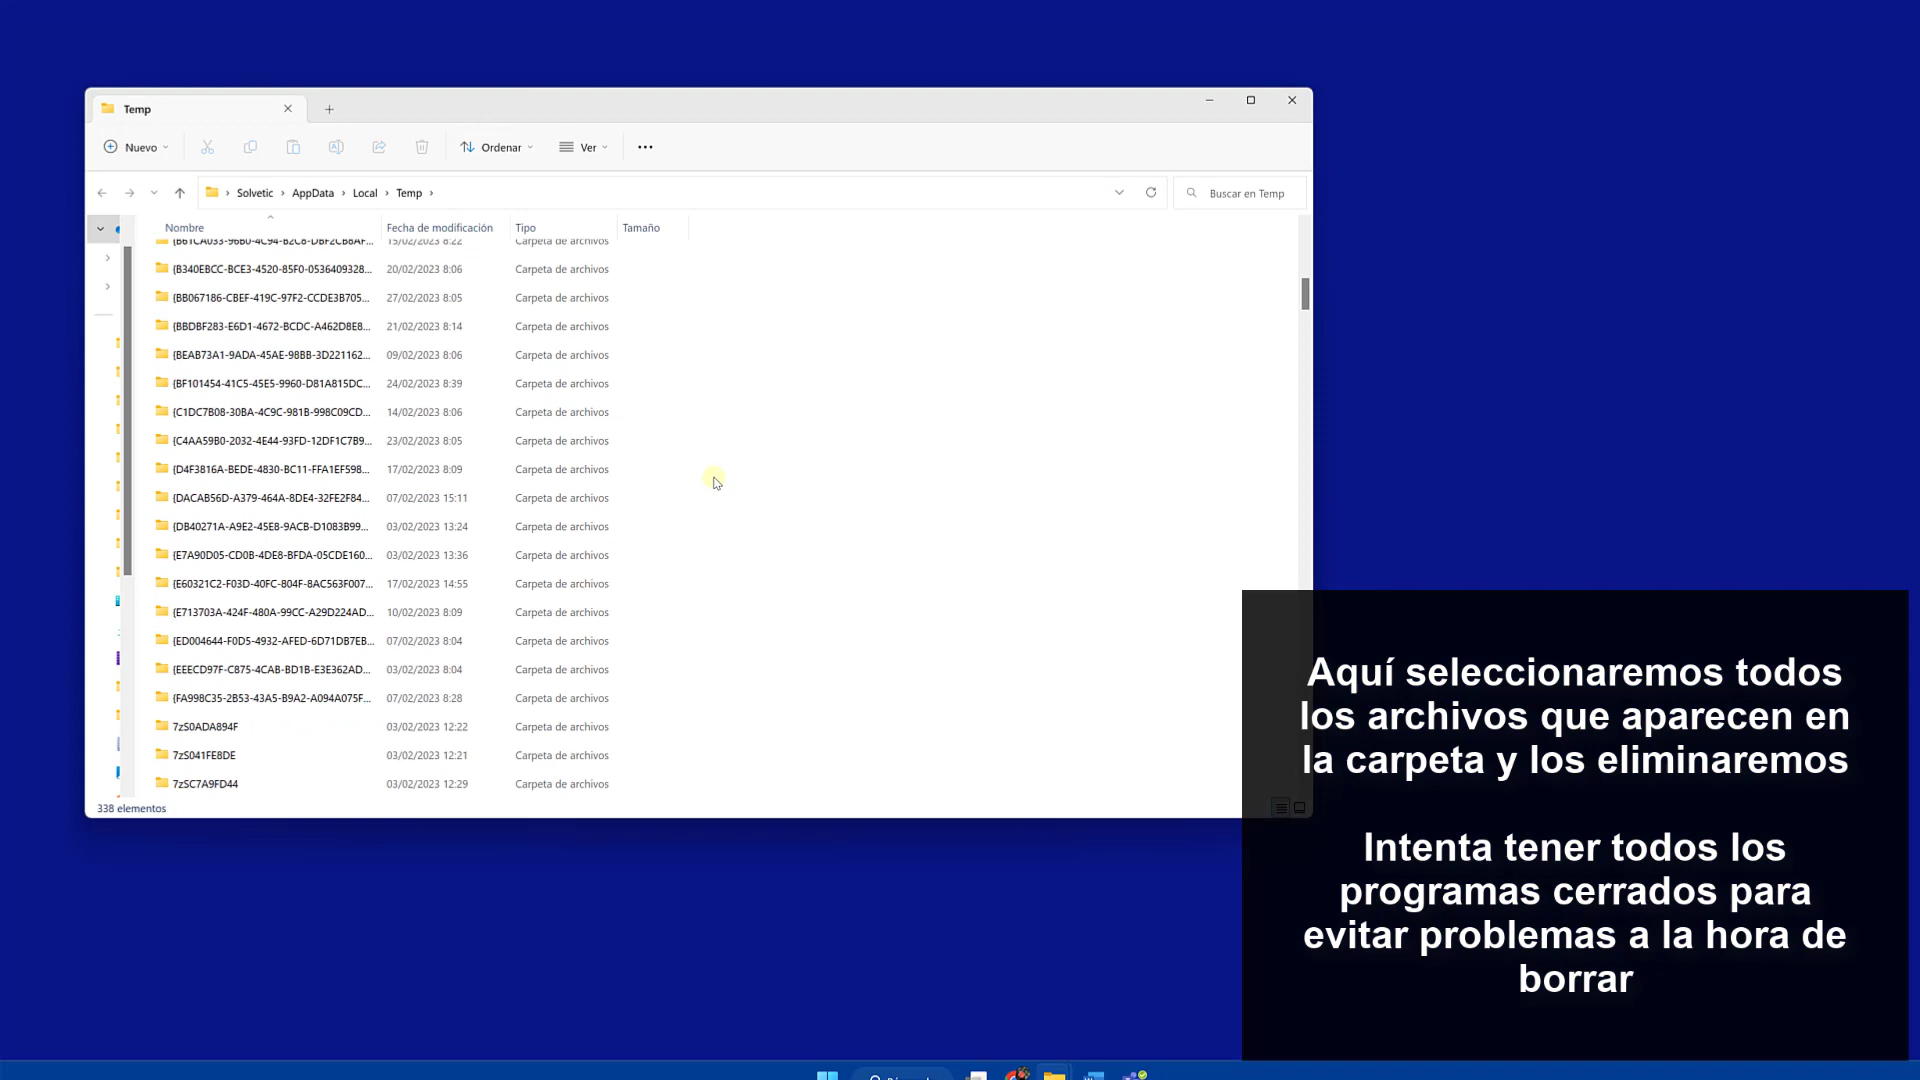 Temp
Nuevo
Ordenar
Ver
Solvetic › AppData › Local › Temp ›
Buscar en Temp
Nombre Fecha de modificación Tipo Tamaño
{B61CA033-96B0-4C94-B2C8-DBF2CB8AF... 15/02/2023 8:22 Carpeta de archivos
{B340EBCC-BCE3-4520-85F0-0536409328... 20/02/2023 8:06 Carpeta de archivos
{BB067186-CBEF-419C-97F2-CCDE3B705... 27/02/2023 8:05 Carpeta de archivos
{BBDBF283-E6D1-4672-BCDC-A462D8E8... 21/02/2023 8:14 Carpeta de archivos
{BEAB73A1-9ADA-45AE-98BB-3D221162... 09/02/2023 8:06 Carpeta de archivos
{BF101454-41C5-45E5-9960-D81A815DC... 24/02/2023 8:39 Carpeta de archivos
{C1DC7B08-30BA-4C9C-981B-998C09CD... 14/02/2023 8:06 Carpeta de archivos
{C4AA59B0-2032-4E44-93FD-12DF1C7B9... 23/02/2023 8:05 Carpeta de archivos
{D4F3816A-BEDE-4830-BC11-FFA1EF598... 17/02/2023 8:09 Carpeta de archivos
{DACAB56D-A379-464A-8DE4-32FE2F84... 07/02/2023 15:11 Carpeta de archivos
{DB40271A-A9E2-45E8-9ACB-D1083B99... 03/02/2023 13:24 Carpeta de archivos
{E7A90D05-CD0B-4DE8-BFDA-05CDE160... 03/02/2023 13:36 Carpeta de archivos
{E60321C2-F03D-40FC-804F-8AC563F007... 17/02/2023 14:55 Carpeta de archivos
{E713703A-424F-480A-99CC-A29D224AD... 10/02/2023 8:09 Carpeta de archivos
{ED004644-F0D5-4932-AFED-6D71DB7EB... 07/02/2023 8:04 Carpeta de archivos
{EEECD97F-C875-4CAB-BD1B-E3E362AD... 03/02/2023 8:04 Carpeta de archivos
{FA998C35-2B53-43A5-B9A2-A094A075F... 07/02/2023 8:28 Carpeta de archivos
7zS0ADA894F 03/02/2023 12:22 Carpeta de archivos
7zS041FE8DE 03/02/2023 12:21 Carpeta de archivos
7zSC7A9FD44 03/02/2023 12:29 Carpeta de archivos
338 elementos
Aquí seleccionaremos todos
los archivos que aparecen en
la carpeta y los eliminaremos
Intenta tener todos los
programas cerrados para
evitar problemas a la hora de
borrar